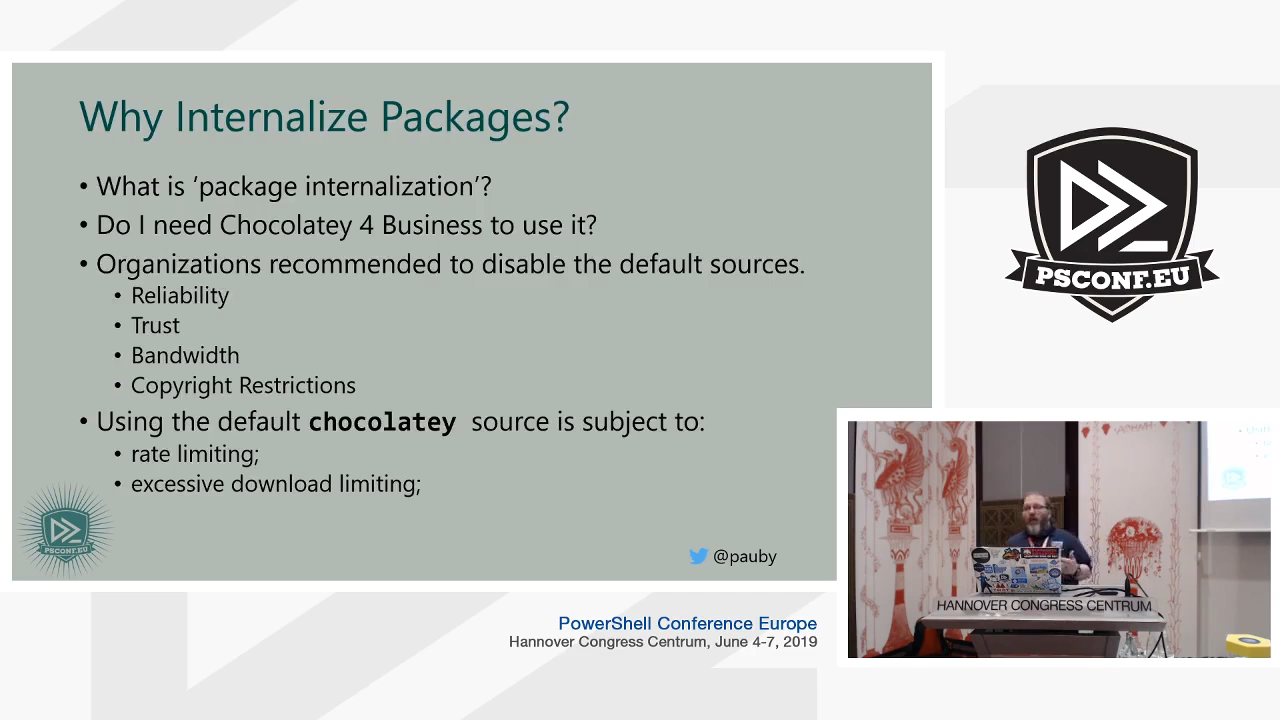 Why Internalize Packages?
• What is ‘package internalization’?
• Do I need Chocolatey 4 Business to use it?
• Organizations recommended to disable the default sources.
• Reliability
• Trust
• Bandwidth
• Copyright Restrictions
• Using the default chocolatey source is subject to:
• rate limiting;
• excessive download limiting;
PSCONF.EU
@pauby
PSCONF.EU
HANNOVER CONGRESS CENTRUM
PowerShell Conference Europe
Hannover Congress Centrum, June 4-7, 2019